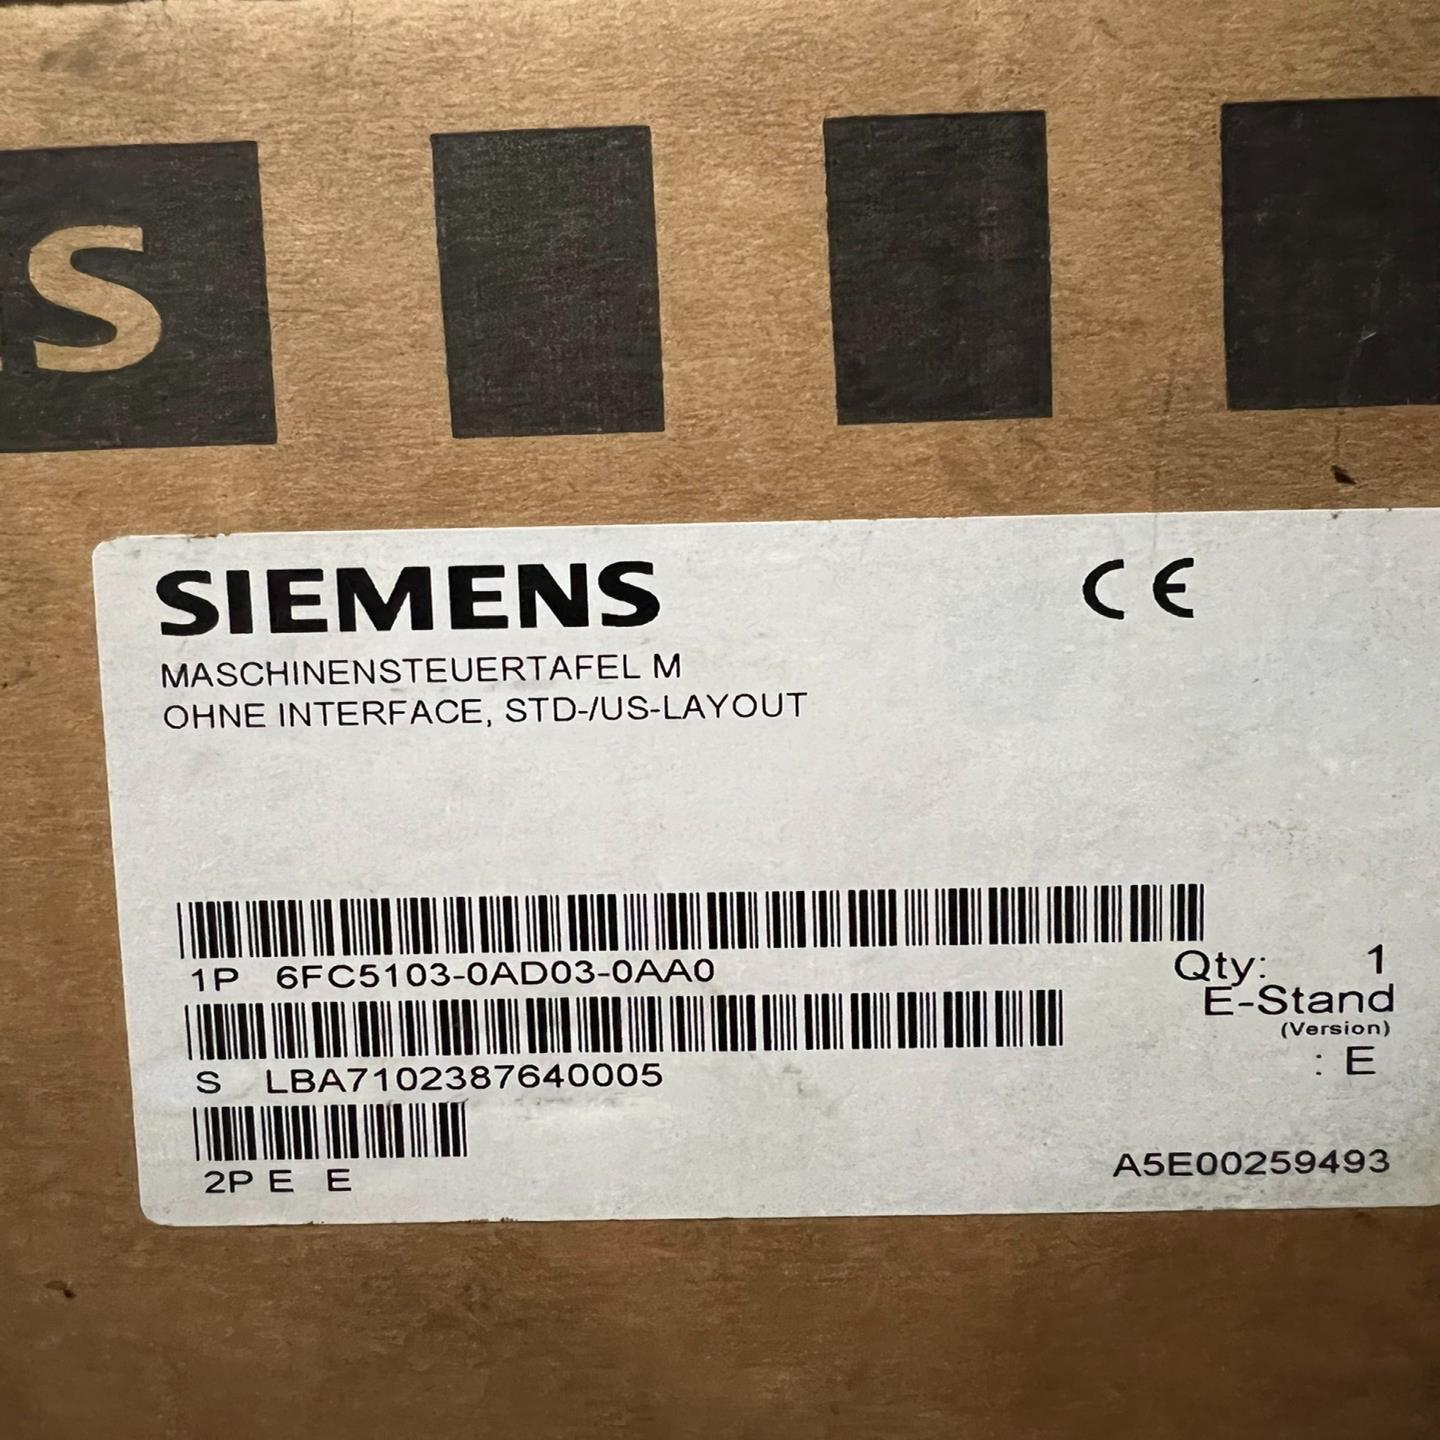 S
SIEMENS
CE
MASCHINENSTEUERTAFEL M
OHNE INTERFACE, STD-/US-LAYOUT
1P 6FC5103-0AD03-0AA0
Qty: 1
E-Stand
(Version)
: E
S LBA7102387640005
2P E E
A5E00259493